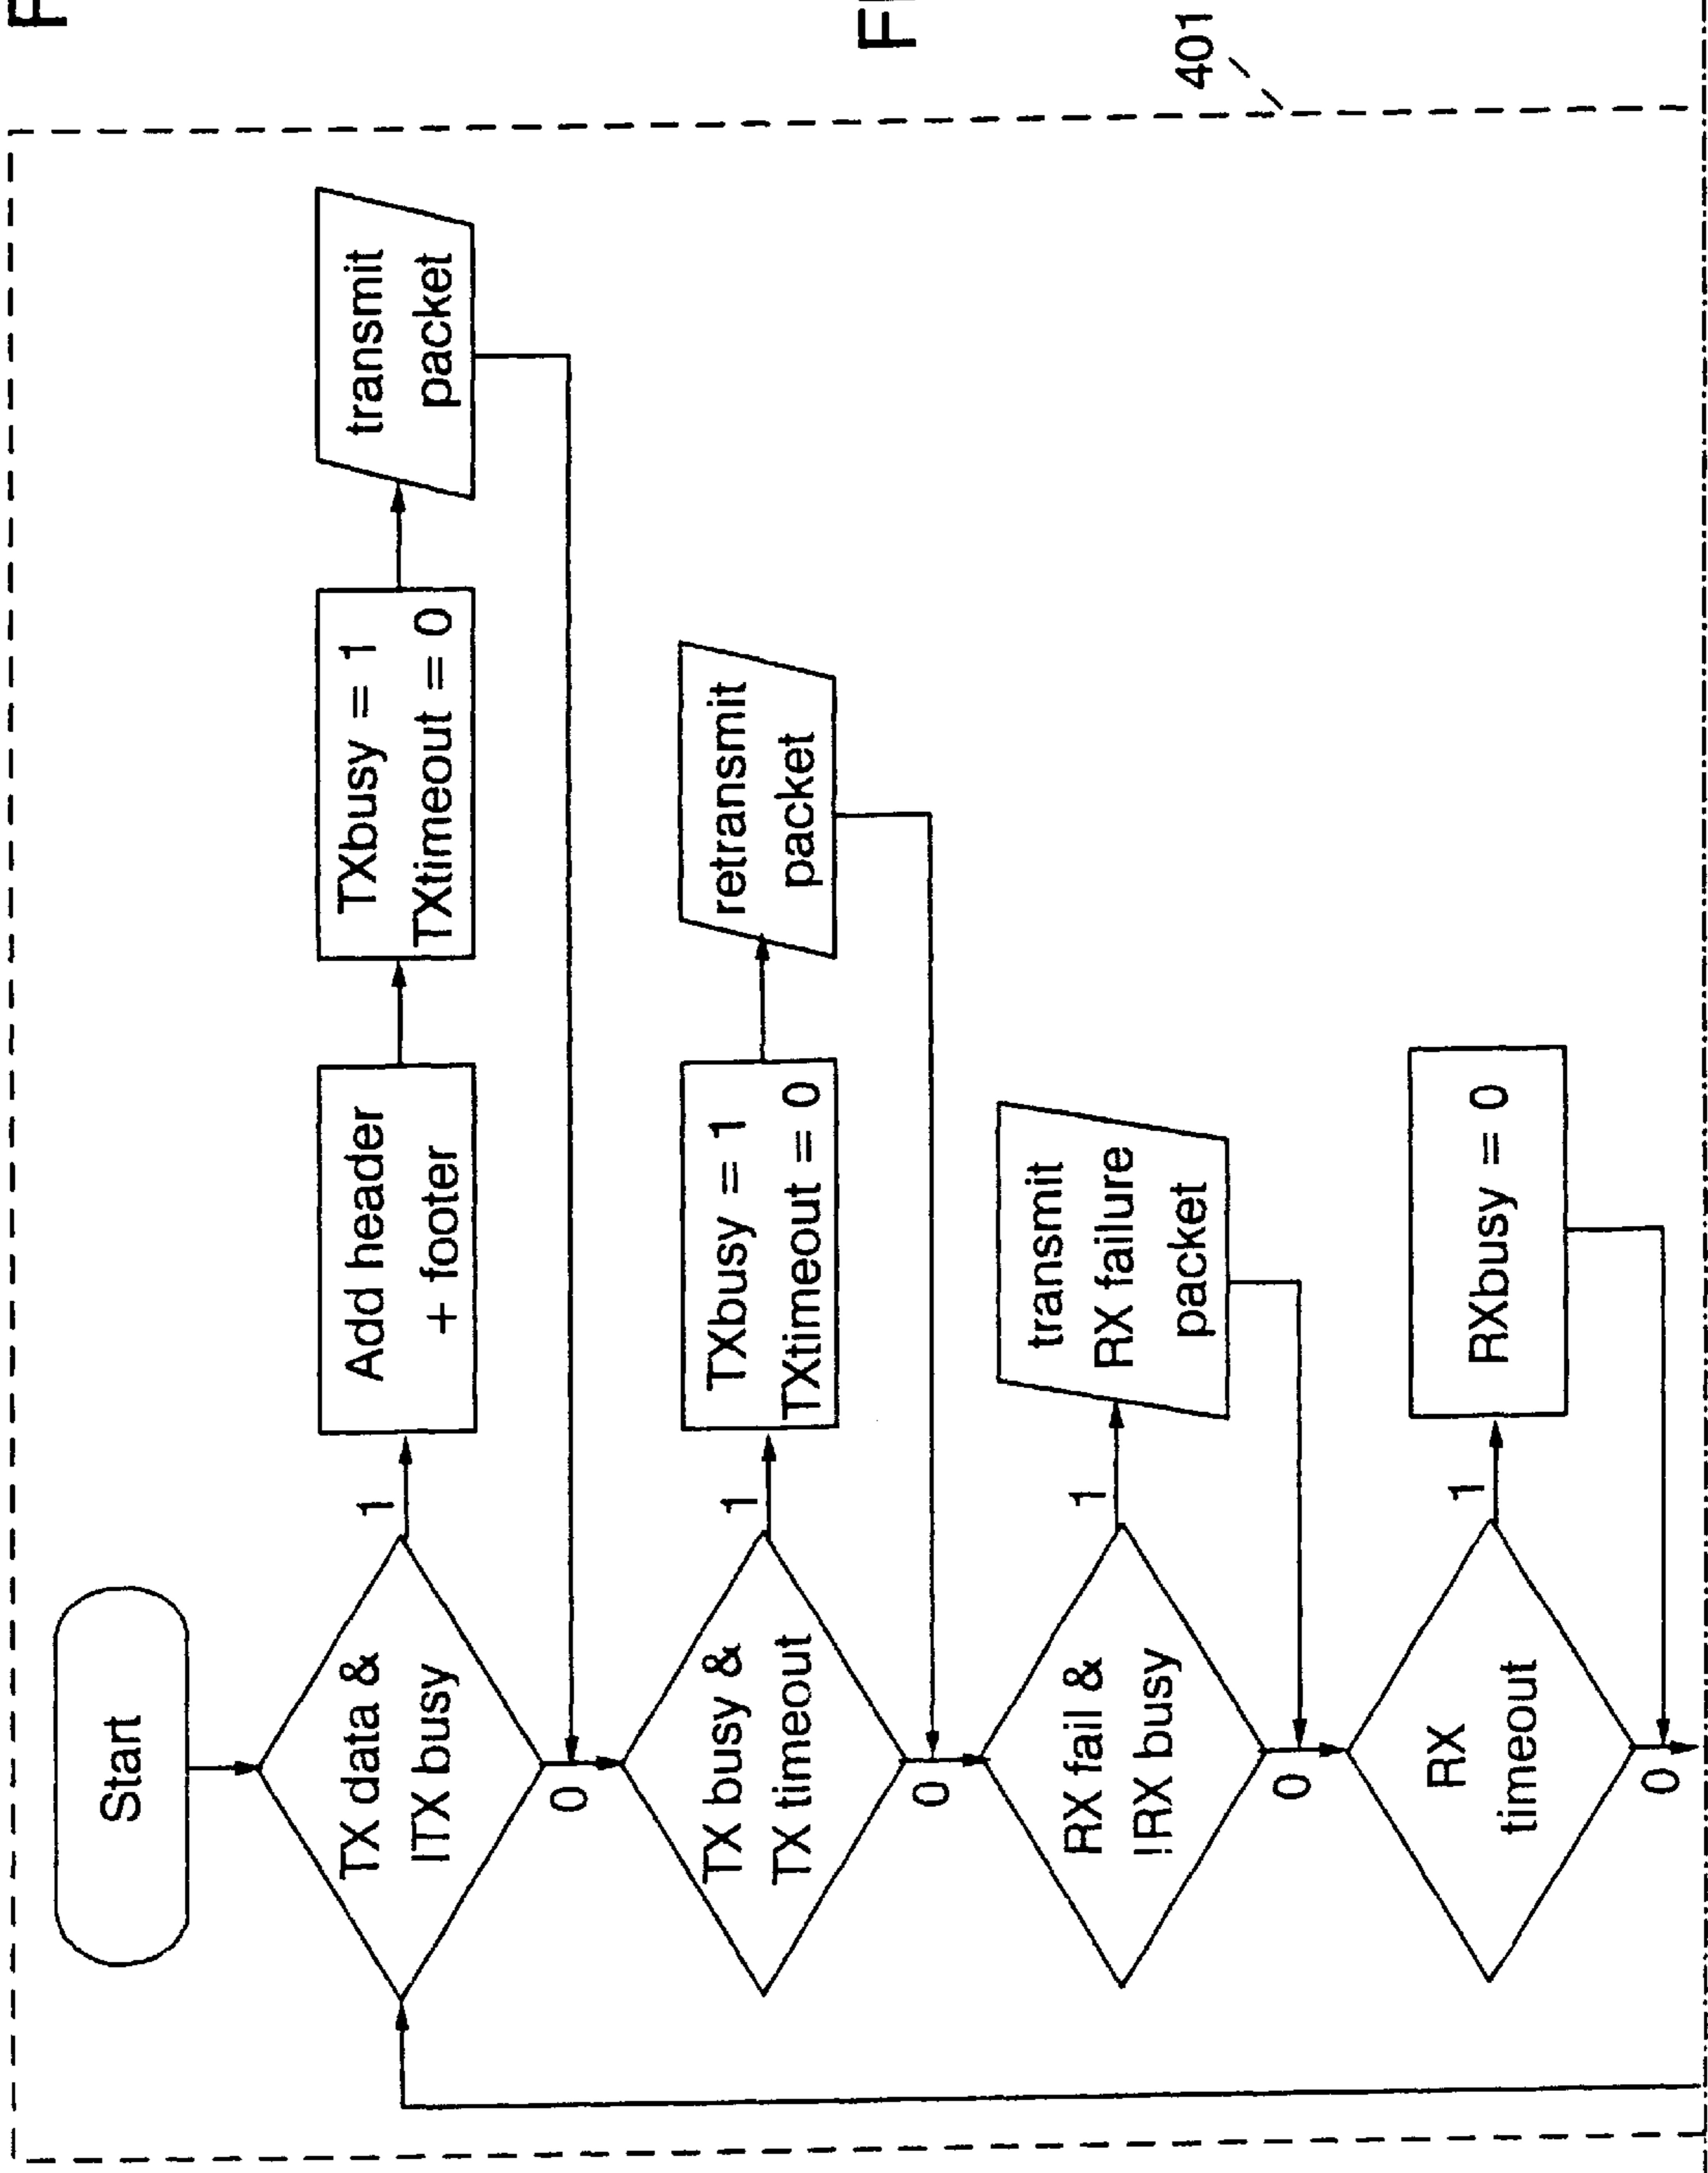 Start
TX data &
!TX busy
1
0
Add header
+ footer
TXbusy = 1
TXtimeout = 0
transmit
packet
TX busy &
TX timeout
1
0
TXbusy = 1
TXtimeout = 0
retransmit
packet
RX fail &
!RX busy
1
0
transmit
RX failure
packet
RX
timeout
1
0
RXbusy = 0
401